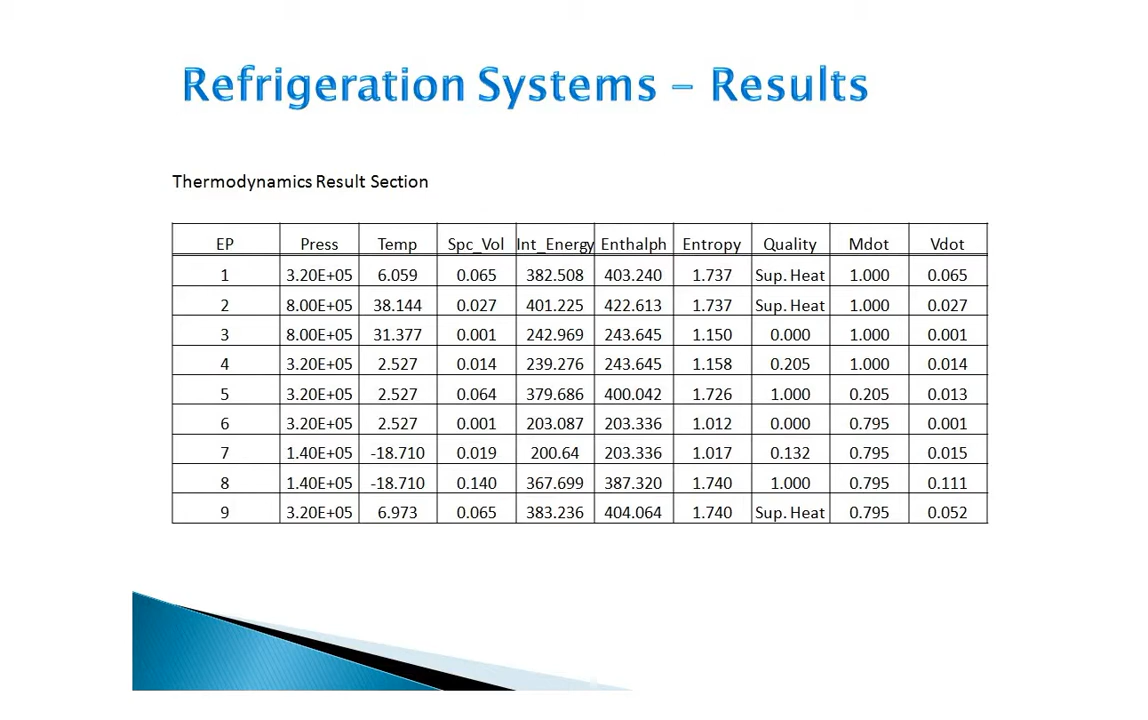 Refrigeration Systems – Results
Thermodynamics Result Section
EP Press Temp Spc_Vol Int_Energy Enthalph Entropy Quality Mdot Vdot
1 3.20E+05 6.059 0.065 382.508 403.240 1.737 Sup. Heat 1.000 0.065
2 8.00E+05 38.144 0.027 401.225 422.613 1.737 Sup. Heat 1.000 0.027
3 8.00E+05 31.377 0.001 242.969 243.645 1.150 0.000 1.000 0.001
4 3.20E+05 2.527 0.014 239.276 243.645 1.158 0.205 1.000 0.014
5 3.20E+05 2.527 0.064 379.686 400.042 1.726 1.000 0.205 0.013
6 3.20E+05 2.527 0.001 203.087 203.336 1.012 0.000 0.795 0.001
7 1.40E+05 -18.710 0.019 200.64 203.336 1.017 0.132 0.795 0.015
8 1.40E+05 -18.710 0.140 367.699 387.320 1.740 1.000 0.795 0.111
9 3.20E+05 6.973 0.065 383.236 404.064 1.740 Sup. Heat 0.795 0.052